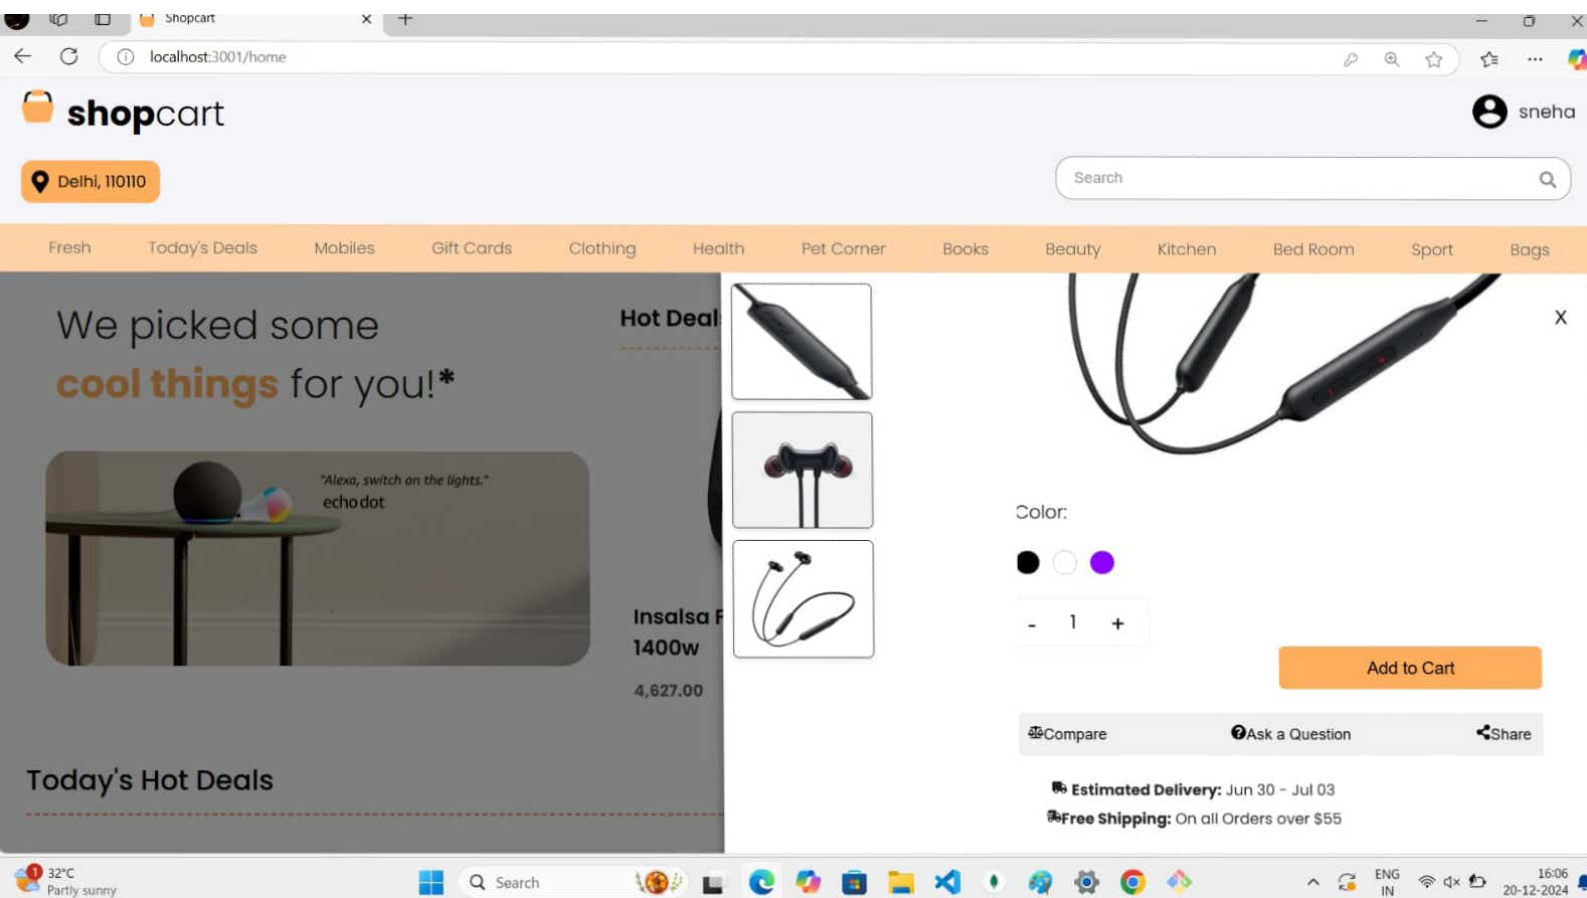 Shopcart
localhost:3001/home
shopcart
sneha
Delhi, 110110
Search
Fresh Today's Deals Mobiles Gift Cards Clothing Health Pet Corner Books Beauty Kitchen Bed Room Sport Bags
We picked some
cool things for you!*
"Alexa, switch on the lights."
echo dot
Hot Deal
Insalsa F
1400w
4,627.00
Today's Hot Deals
X
Color:
- 1 +
Add to Cart
Compare Ask a Question Share
Estimated Delivery: Jun 30 - Jul 03
Free Shipping: On all Orders over $55
1
32°C
Partly sunny
Search
ENG
IN
16:06
20-12-2024